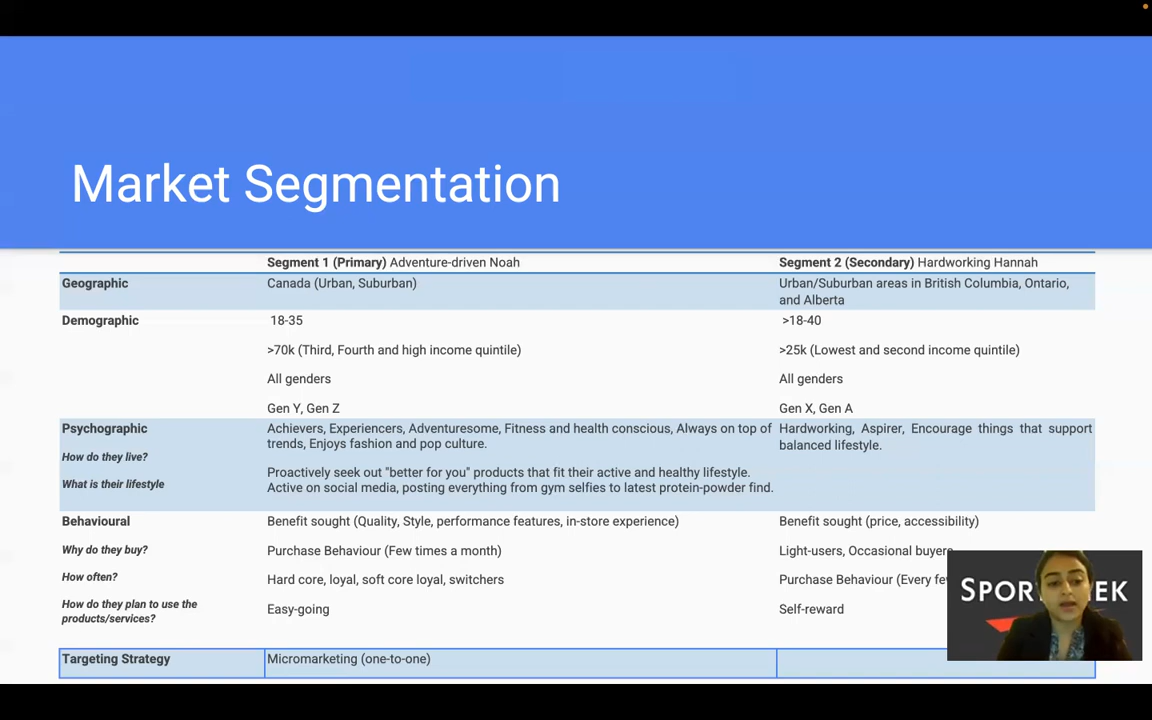 Market Segmentation
Segment 1 (Primary) Adventure-driven Noah
Segment 2 (Secondary) Hardworking Hannah
Geographic
Canada (Urban, Suburban)
Urban/Suburban areas in British Columbia, Ontario,
and Alberta
Demographic
18-35
>18-40
>70k (Third, Fourth and high income quintile)
>25k (Lowest and second income quintile)
All genders
All genders
Gen Y, Gen Z
Gen X, Gen A
Psychographic
Achievers, Experiencers, Adventuresome, Fitness and health conscious, Always on top of
trends, Enjoys fashion and pop culture.
Hardworking, Aspirer, Encourage things that support
balanced lifestyle.
How do they live?
Proactively seek out "better for you" products that fit their active and healthy lifestyle.
What is their lifestyle
Active on social media, posting everything from gym selfies to latest protein-powder find.
Behavioural
Benefit sought (Quality, Style, performance features, in-store experience)
Benefit sought (price, accessibility)
Why do they buy?
Purchase Behaviour (Few times a month)
Light-users, Occasional buyers
How often?
Hard core, loyal, soft core loyal, switchers
Purchase Behaviour (Every
How do they plan to use the
products/services?
Easy-going
Self-reward
Targeting Strategy
Micromarketing (one-to-one)